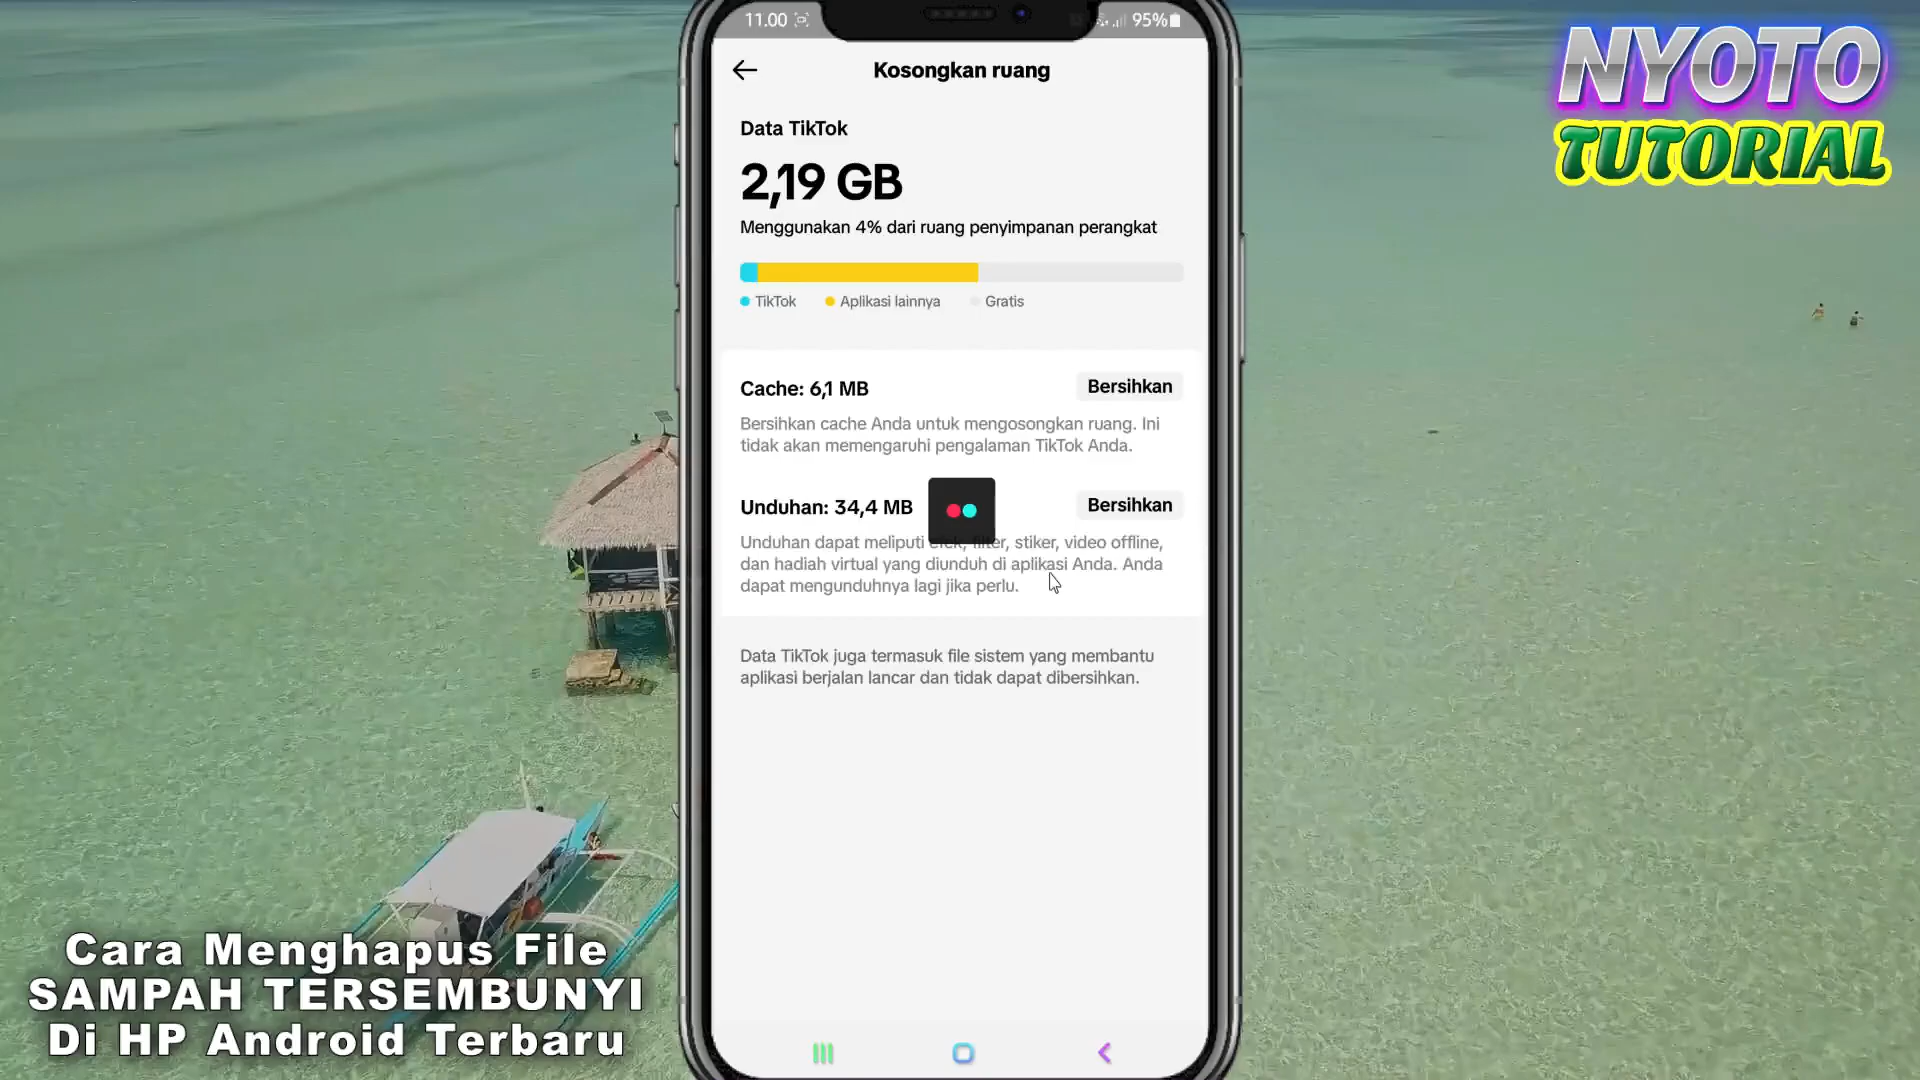 11.00
95%
NYOTO
TUTORIAL
Kosongkan ruang
Data TikTok
2,19 GB
Menggunakan 4% dari ruang penyimpanan perangkat
TikTok
Aplikasi lainnya
Gratis
Cache: 6,1 MB
Bersihkan
Bersihkan cache Anda untuk mengosongkan ruang. Ini
tidak akan memengaruhi pengalaman TikTok Anda.
Unduhan: 34,4 MB
Bersihkan
Unduhan dapat meliputi efek, filter, stiker, video offline,
dan hadiah virtual yang diunduh di aplikasi Anda. Anda
dapat mengunduhnya lagi jika perlu.
Data TikTok juga termasuk file sistem yang membantu
aplikasi berjalan lancar dan tidak dapat dibersihkan.
Cara Menghapus File
SAMPAH TERSEMBUNYI
Di HP Android Terbaru